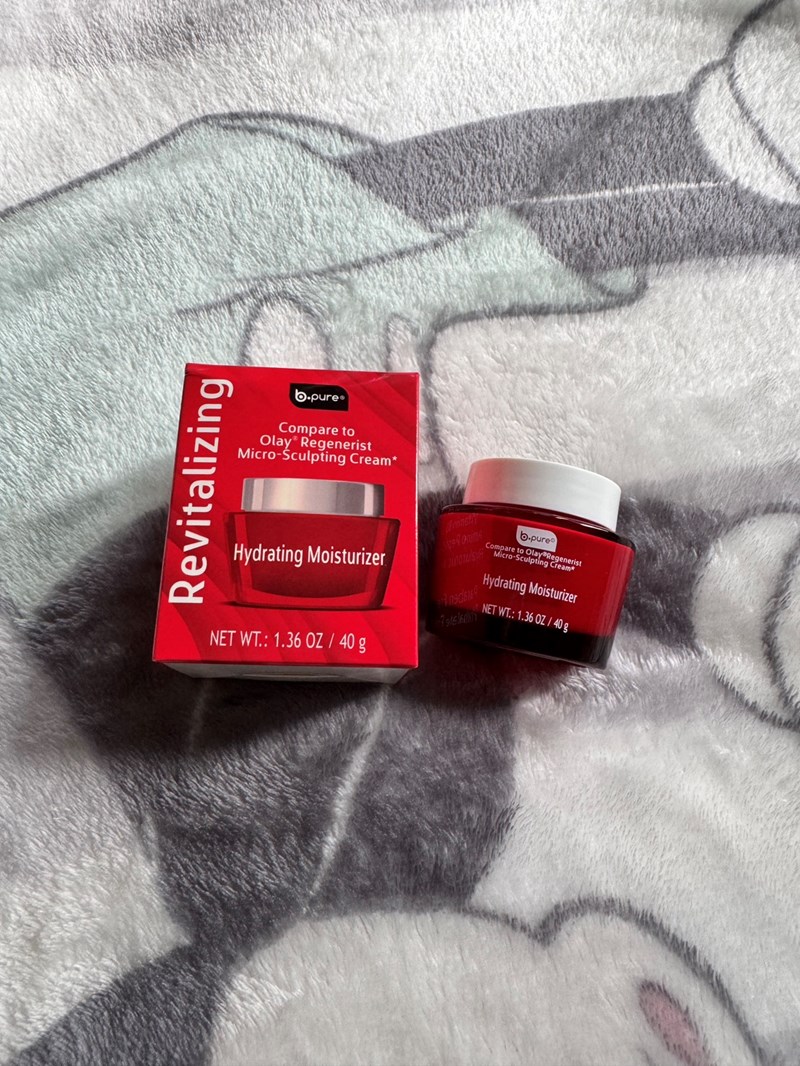 Revitalizing
b.pure®
Compare to
Olay® Regenerist
Micro-Sculpting Cream*
Hydrating Moisturizer
NET WT.: 1.36 OZ / 40 g
b.pure®
Compare to Olay® Regenerist
Micro-Sculpting Cream*
Hydrating Moisturizer
NET WT.: 1.36 OZ / 40 g